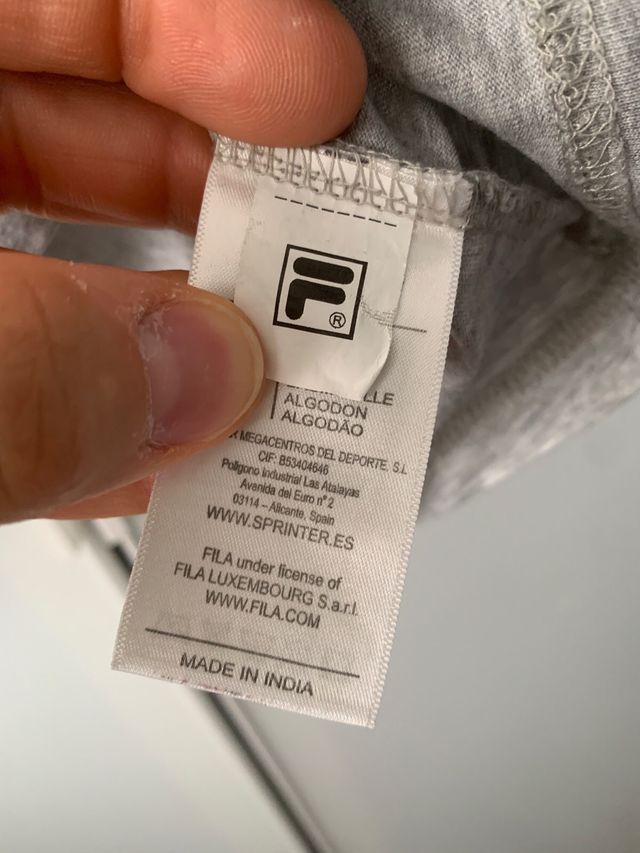 F®
ALGODON
ALGODÃO
MEGACENTROS DEL DEPORTE, S.L
CIF: B53404646
Polígono Industrial Las Atalayas
Avenida del Euro nº 2
03114 – Alicante, Spain
WWW.SPRINTER.ES
FILA under license of
FILA LUXEMBOURG S.a.r.l.
WWW.FILA.COM
MADE IN INDIA